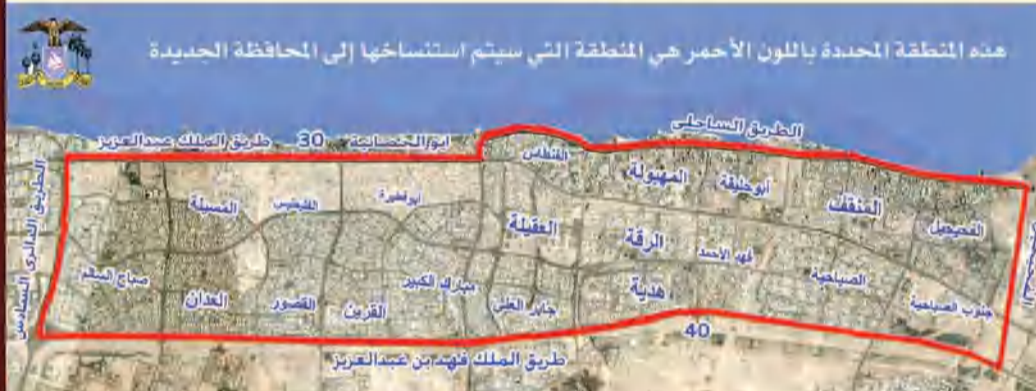 هذه المنطقة المحددة باللون الأحمر هي المنطقة التي سيتم استنساخها إلى المحافظة الجديدة
الطريق الساحلي
طريق الملك عبدالعزيز 30 ابو الحصانية
الفنطاس
المهبولة
أبوحليفة
المنقف
الفحيحيل
العقيلة
الرقة
فهد الأحمد
الصباحية
جنوب الصباحية
هدية
جابر العلي
أبو فطيرة
الفنيطيس
المسيلة
مبارك الكبير
القرين
القصور
العدان
صباح السالم
الطريق الدائري السادس
40
طريق الملك فهد بن عبدالعزيز